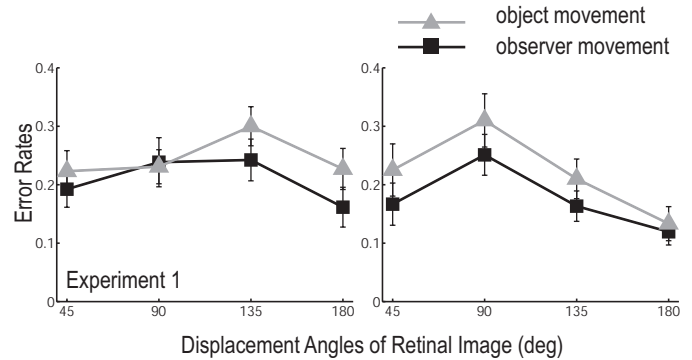 object movement
observer movement
0.4
0.3
0.2
0.1
0
Error Rates
Experiment 1
45 90 135 180
0.4
0.3
0.2
0.1
0
45 90 135 180
Displacement Angles of Retinal Image (deg)